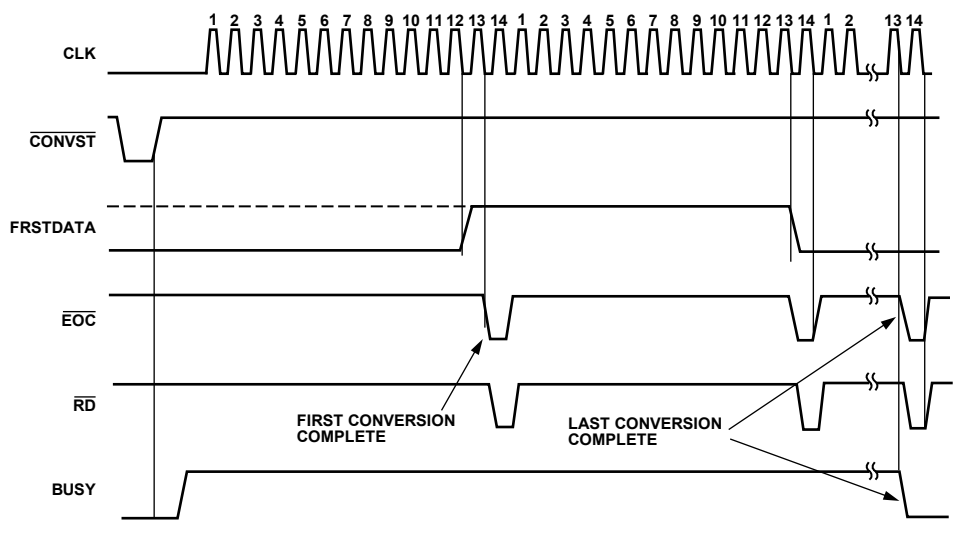 1 2 3 4 5 6 7 8 9 10 11 12 13 14 1 2 3 4 5 6 7 8 9 10 11 12 13 14 1 2 13 14
CLK
CONVST
FRSTDATA
EOC
RD
FIRST CONVERSION
COMPLETE
LAST CONVERSION
COMPLETE
BUSY